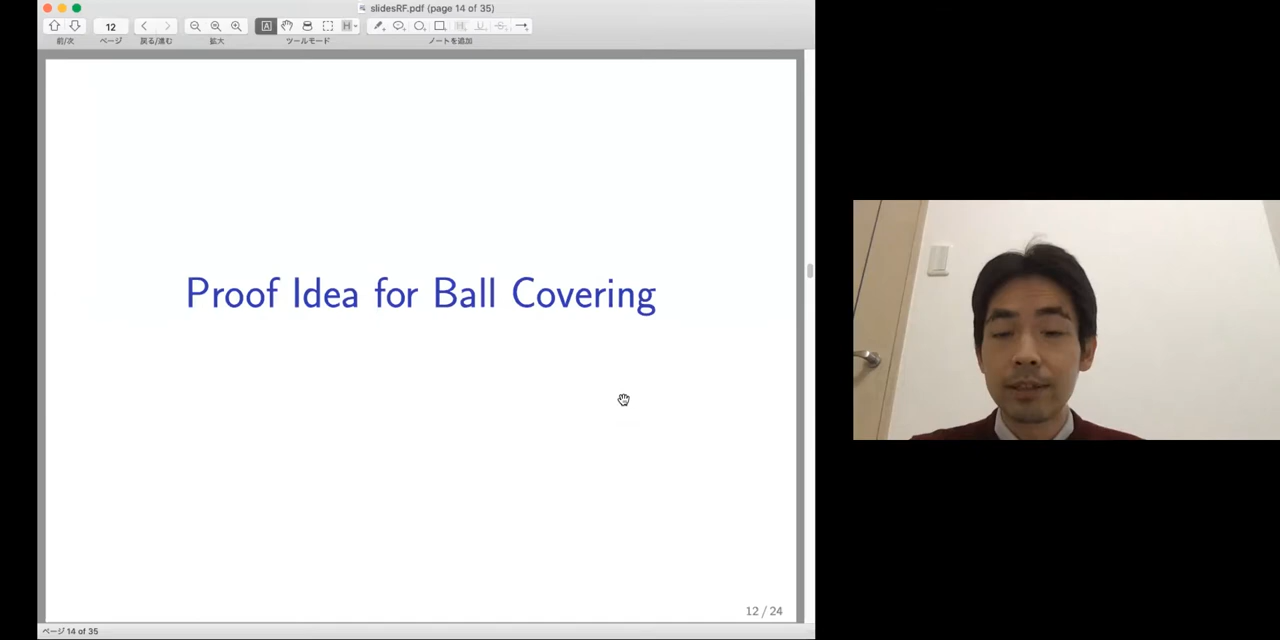 slidesRF.pdf (page 14 of 35)
12
前/次 ページ 戻る/進む 拡大 ツールモード ノートを追加
Proof Idea for Ball Covering
12 / 24
ページ 14 of 35